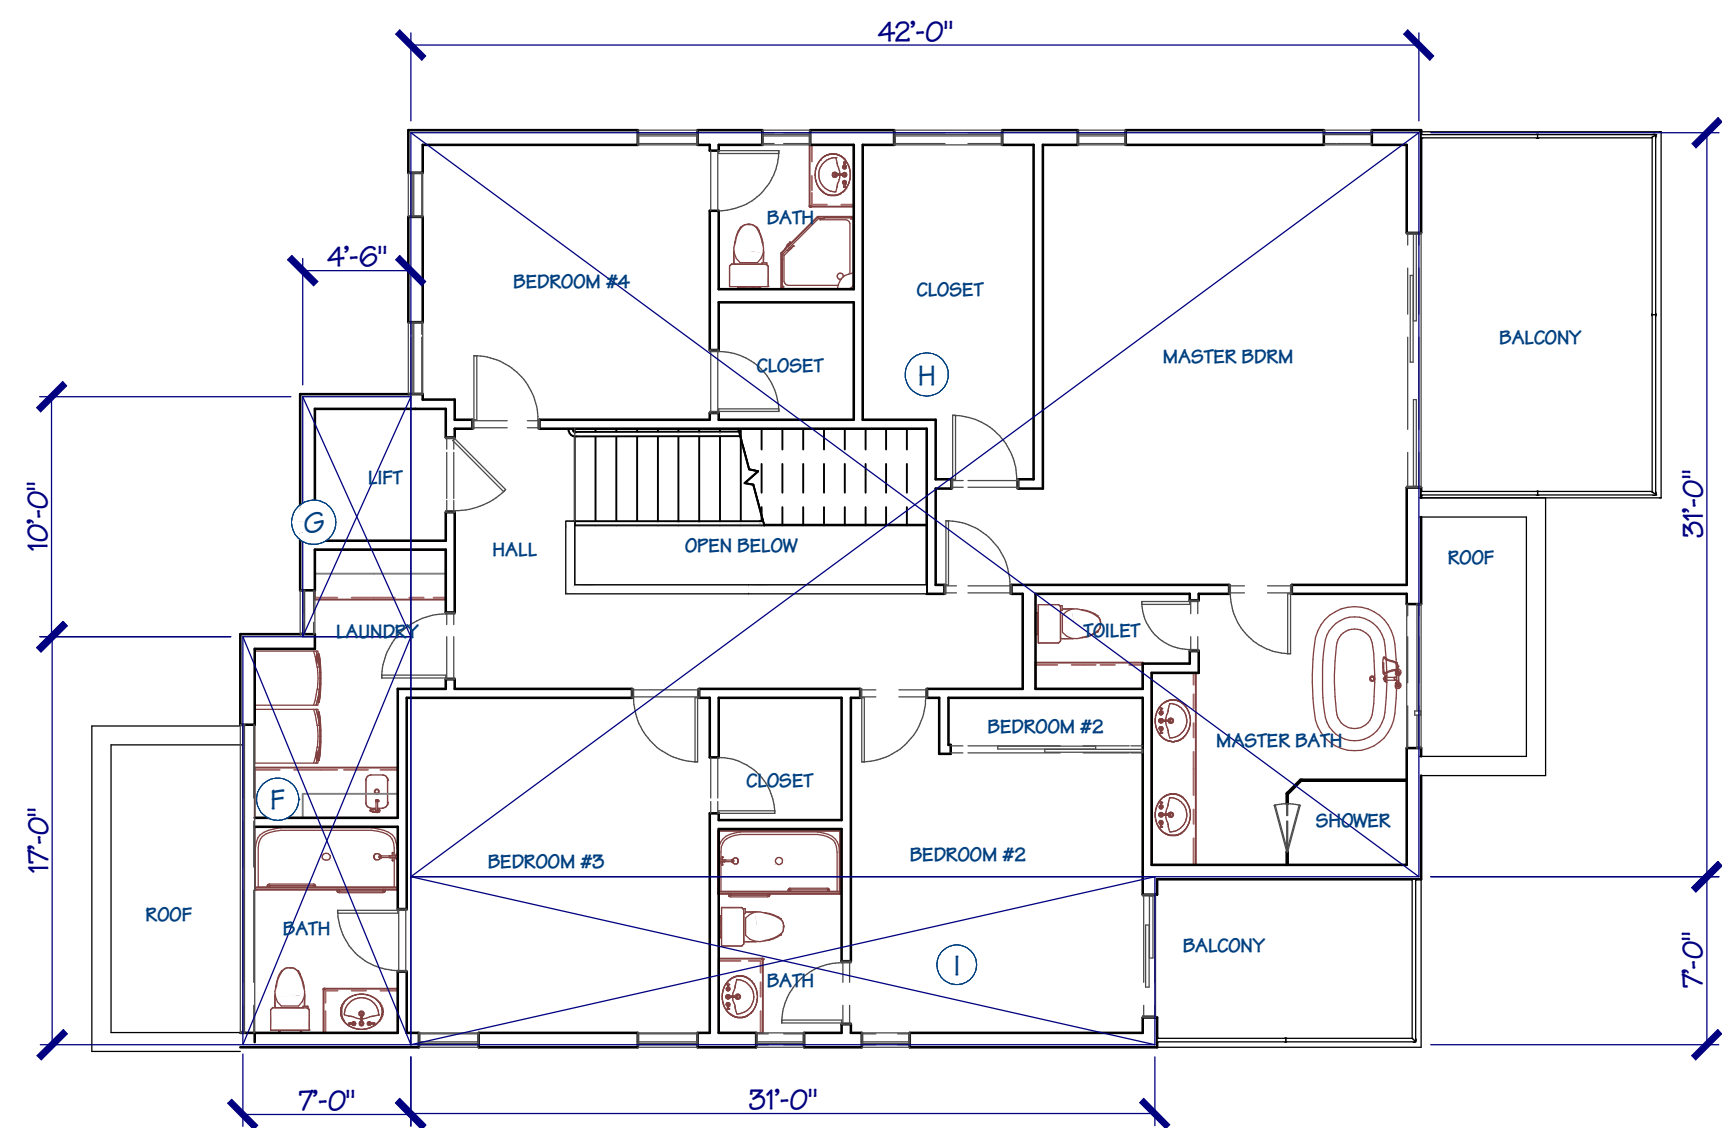 42'-0"
4'-6"
BATH
BEDROOM #4
CLOSET
BALCONY
MASTER BDRM
CLOSET
H
LIFT
10'-0"
31'-0"
G
HALL
OPEN BELOW
ROOF
LAUNDRY
TOILET
BEDROOM #2
MASTER BATH
CLOSET
F
SHOWER
17'-0"
BEDROOM #3
BEDROOM #2
ROOF
BATH
BALCONY
7'-0"
I
BATH
7'-0"
31'-0"